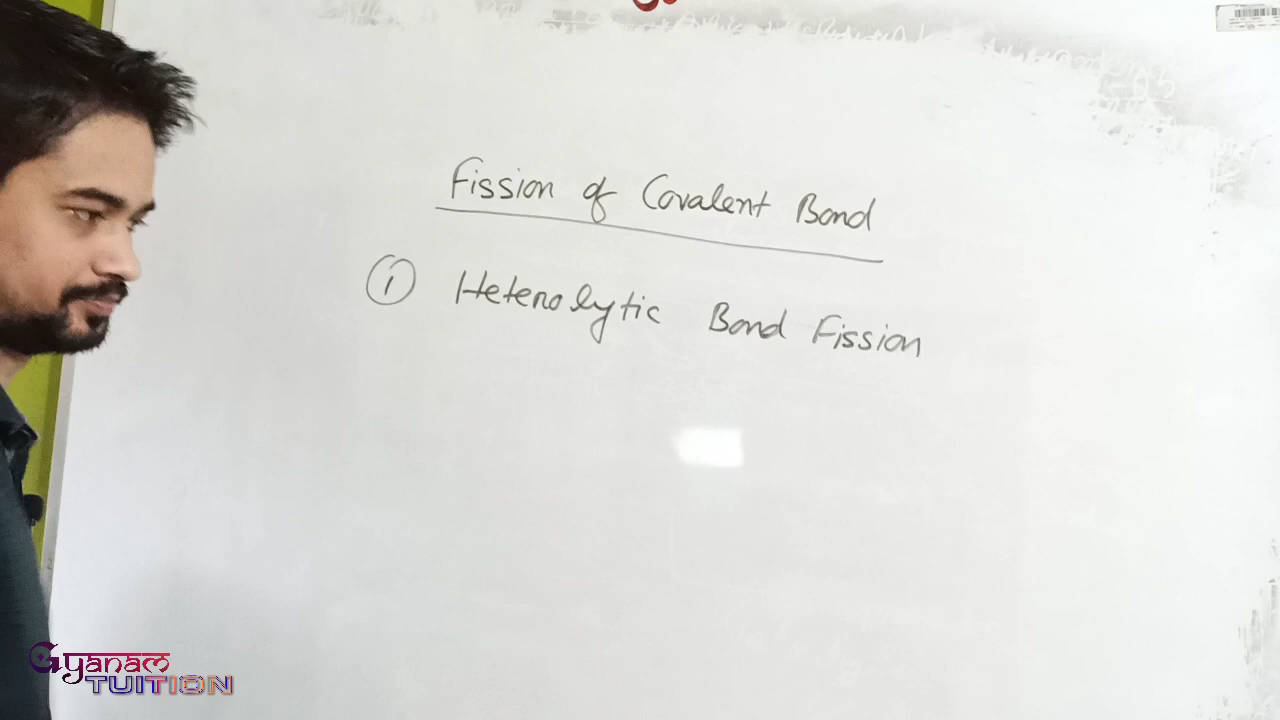 Fission of Covalent Bond
① Heterolytic Bond Fission
Gyanam
TUITION